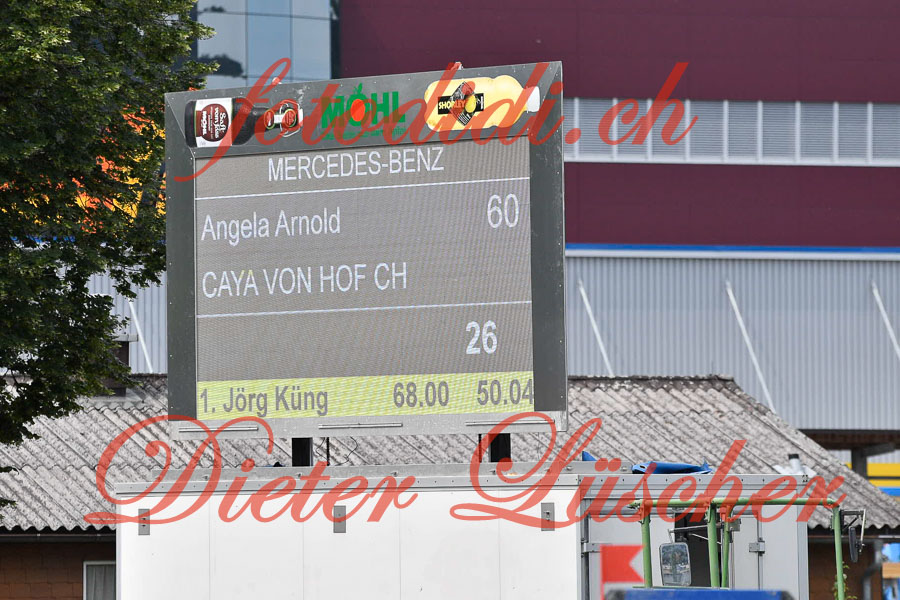 fotodidi.ch
MÖHL
SHORLEY
MERCEDES-BENZ
Angela Arnold 60
CAYA VON HOF CH
26
1. Jörg Küng 68.00 50.04
Dieter Lüscher